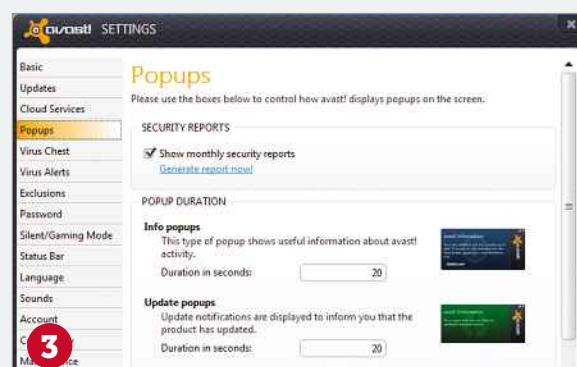 avast! SETTINGS
Basic
Updates
Cloud Services
Popups
Virus Chest
Virus Alerts
Exclusions
Password
Silent/Gaming Mode
Status Bar
Language
Sounds
Account
3
Popups
Please use the boxes below to control how avast! displays popups on the screen.
SECURITY REPORTS
Show monthly security reports
Generate report now!
POPUP DURATION
Info popups
This type of popup shows useful information about avast!
activity.
Duration in seconds: 20
Update popups
Update notifications are displayed to inform you that the
product has updated.
Duration in seconds: 20